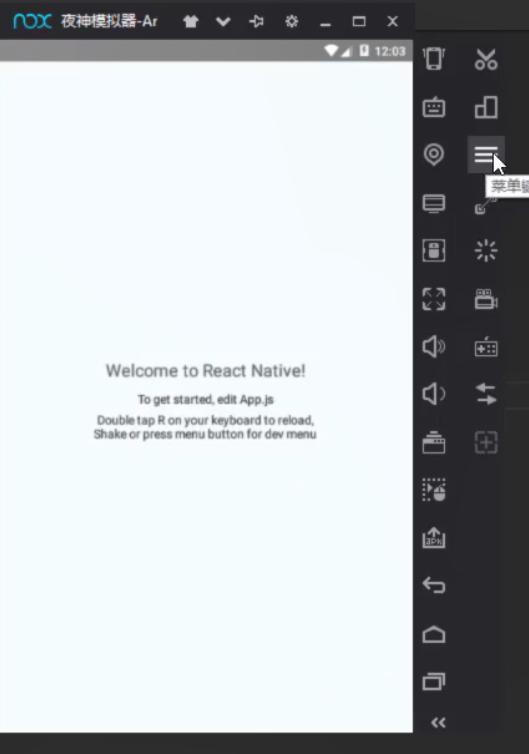 nox 夜神模拟器-Ar
12:03
菜单键
Welcome to React Native!
To get started, edit App.js
Double tap R on your keyboard to reload,
Shake or press menu button for dev menu
APK